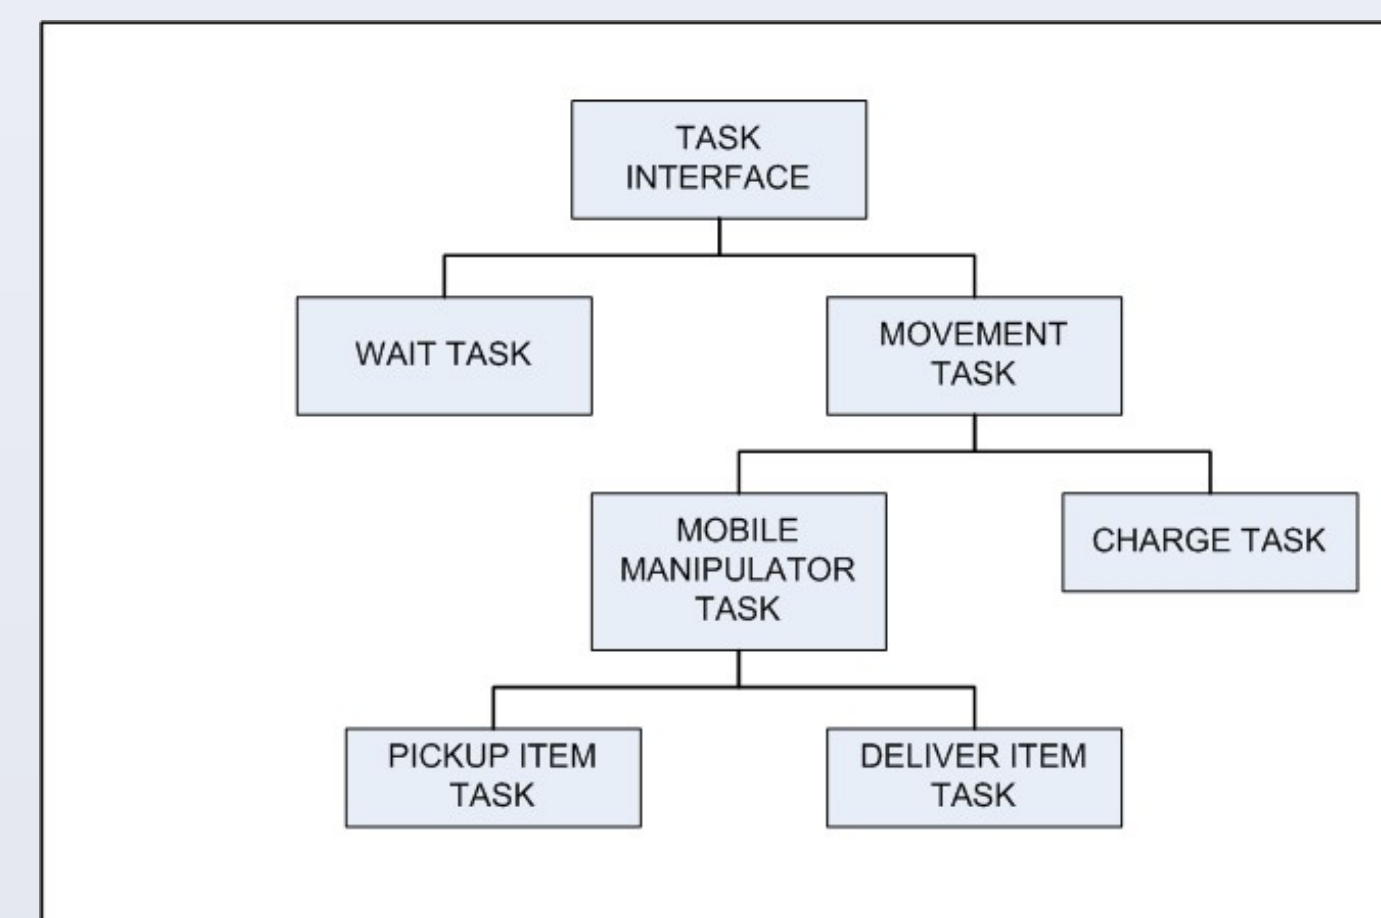 TASK
INTERFACE
WAIT TASK
MOVEMENT
TASK
MOBILE
MANIPULATOR
TASK
CHARGE TASK
PICKUP ITEM
TASK
DELIVER ITEM
TASK